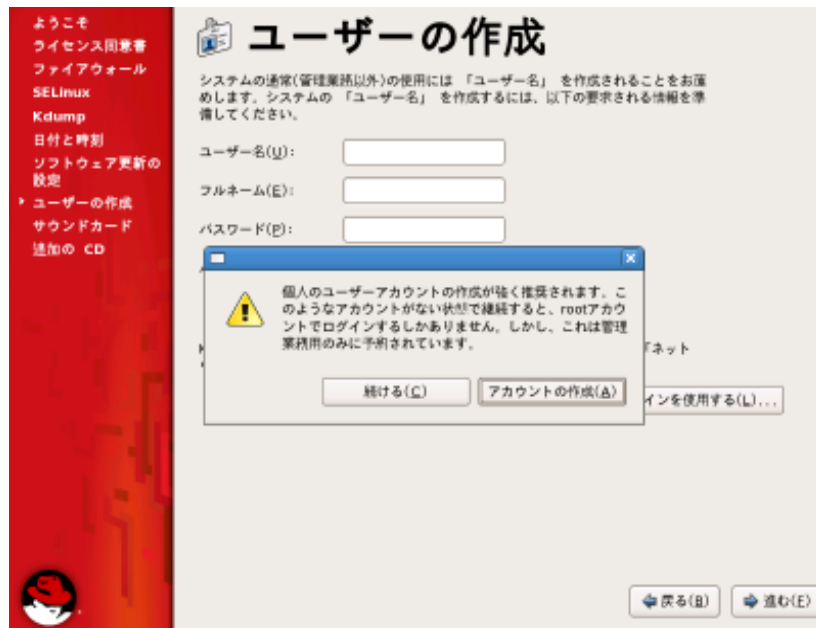 ようこそ
ライセンス同意書
ファイアウォール
SELinux
Kdump
日付と時刻
ソフトウェア更新の
設定
ユーザーの作成
サウンドカード
追加の CD
ユーザーの作成
システムの通常(管理業務以外)の使用には 「ユーザー名」 を作成されることをお薦
めします。システムの 「ユーザー名」 を作成するには、以下の要求される情報を準
備してください。
ユーザー名(U):
フルネーム(E):
パスワード(P):
個人のユーザーアカウントの作成が強く推奨されます。こ
のようなアカウントがない状態で継続すると、rootアカウ
ントでログインするしかありません。しかし、これは管理
業務用のみに予約されています。
続ける(C)
アカウントの作成(A)
「ネット
インを使用する(L)...
戻る(B)
進む(F)